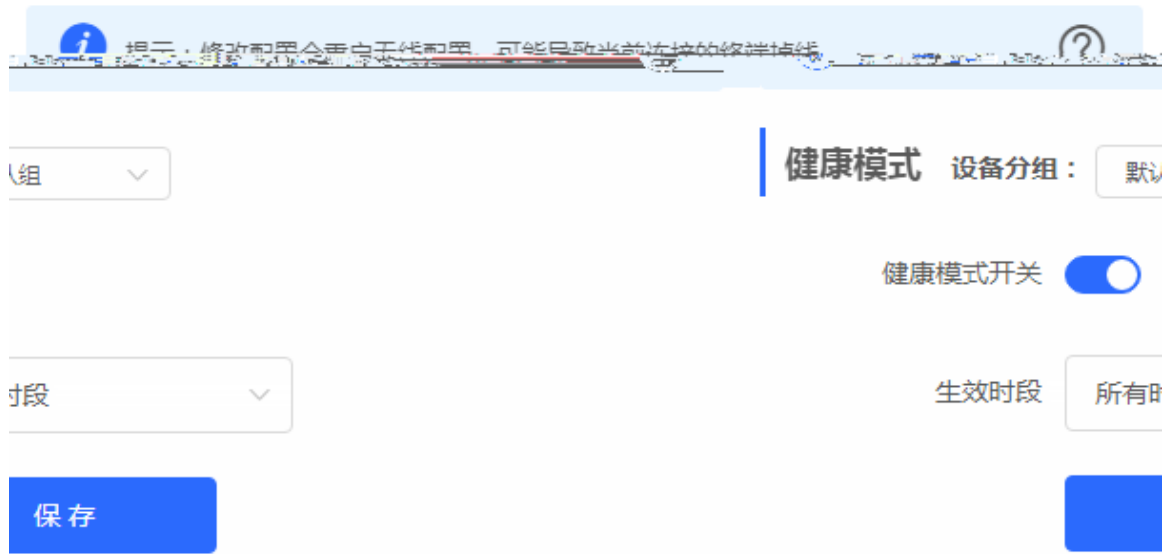 提示：修改配置会重启无线配置，可能导致当前连接的终端掉线
人组
健康模式 设备分组： 默认
健康模式开关
时段
生效时段 所有时
保存